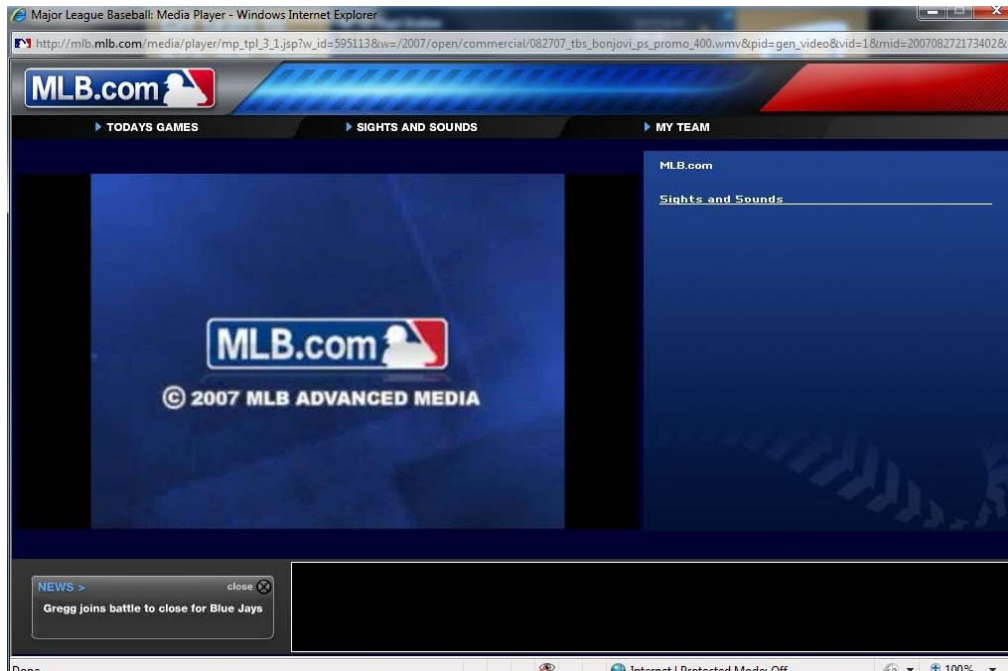 Major League Baseball: Media Player - Windows Internet Explorer
http://mlb.mlb.com/media/player/mp_tpl_3_1.jsp?w_id=595113&w=/2007/open/commercial/082707_tbs_bonjovi_ps_promo_400.wmv&pid=gen_video&vid=1&mid=200708272173402&
MLB.com
TODAYS GAMES SIGHTS AND SOUNDS MY TEAM
MLB.com
Sights and Sounds
MLB.com
© 2007 MLB ADVANCED MEDIA
NEWS > close
Gregg joins battle to close for Blue Jays
Done Internet | Protected Mode: Off 100%